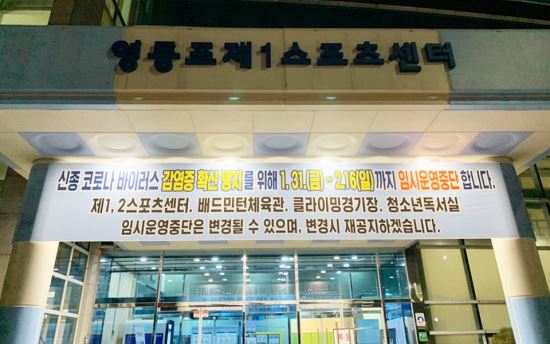 영등포제1스포츠센터
신종 코로나 바이러스 감염증 확산 방지를 위해 1. 31.(금) ~ 2.16(일)까지 임시운영중단 합니다.
제1, 2스포츠센터. 배드민턴체육관. 클라이밍경기장. 청소년독서실
임시운영중단은 변경될 수 있으며, 변경시 재공지하겠습니다.